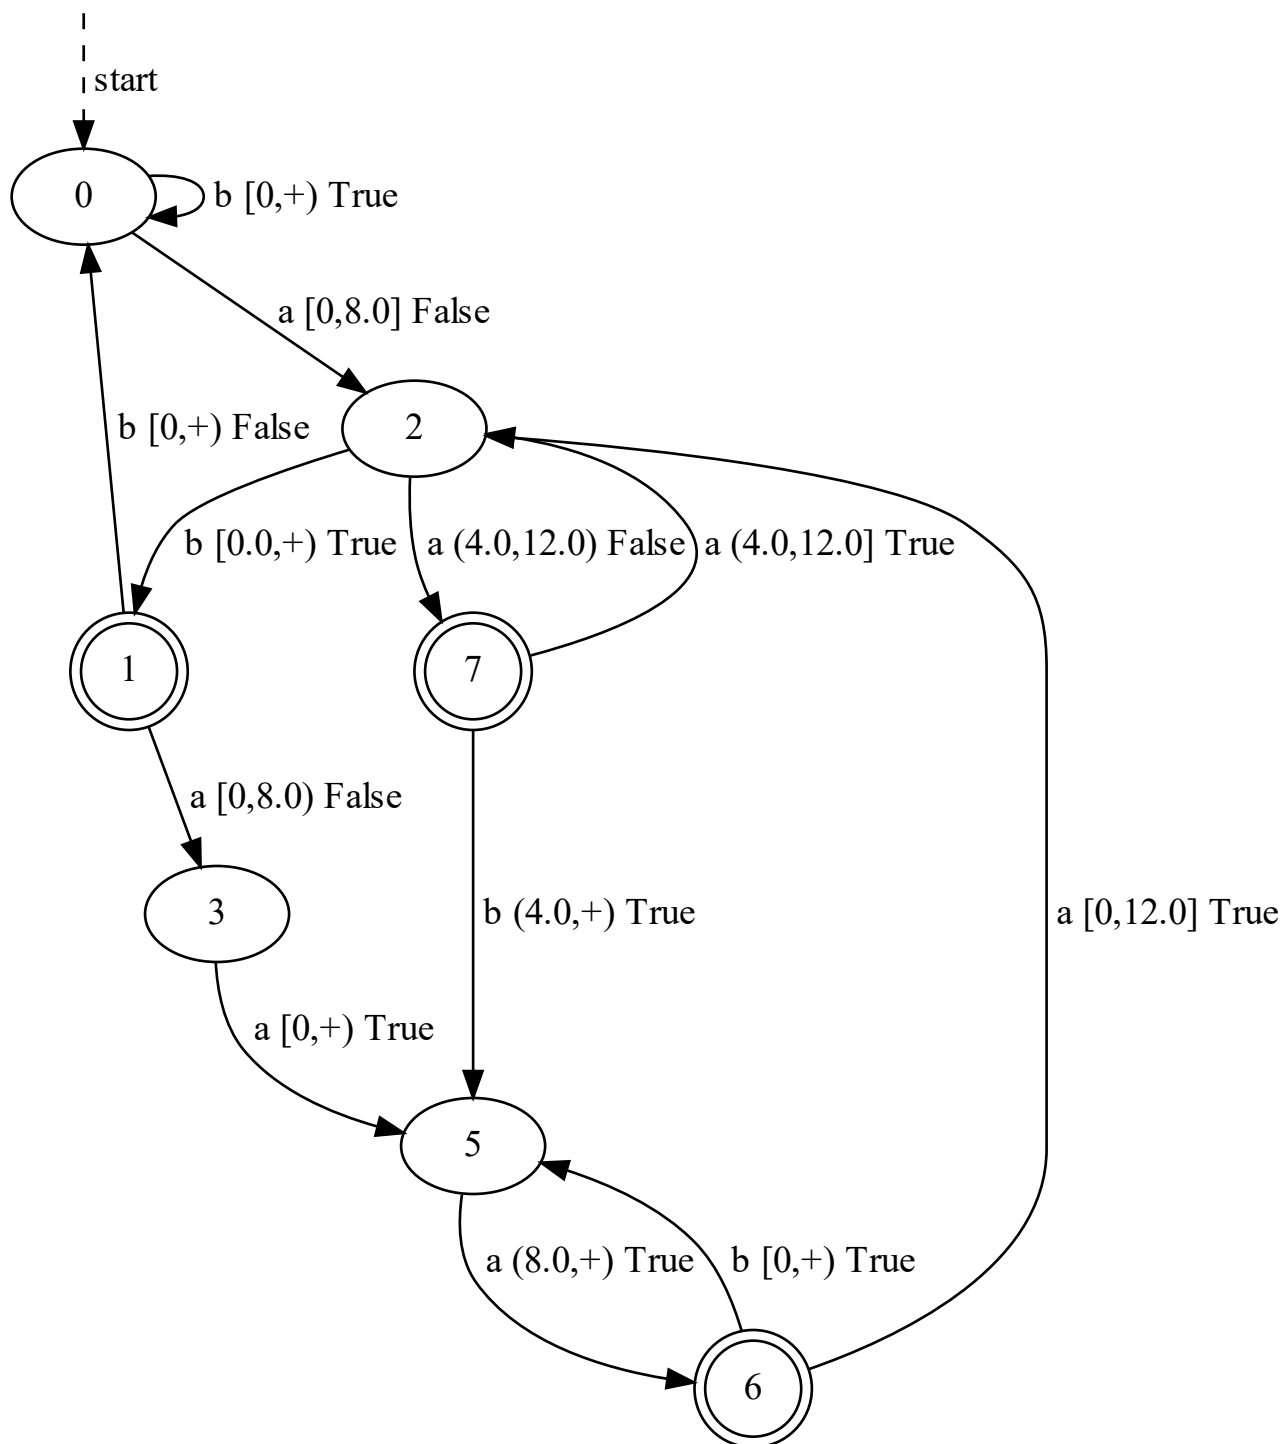 start
0
b [0,+) True
a [0,8.0] False
b [0,+) False
2
b [0.0,+) True
a (4.0,12.0) False
a (4.0,12.0] True
1
7
a [0,8.0) False
3
b (4.0,+) True
a [0,12.0] True
a [0,+) True
5
a (8.0,+) True
b [0,+) True
6